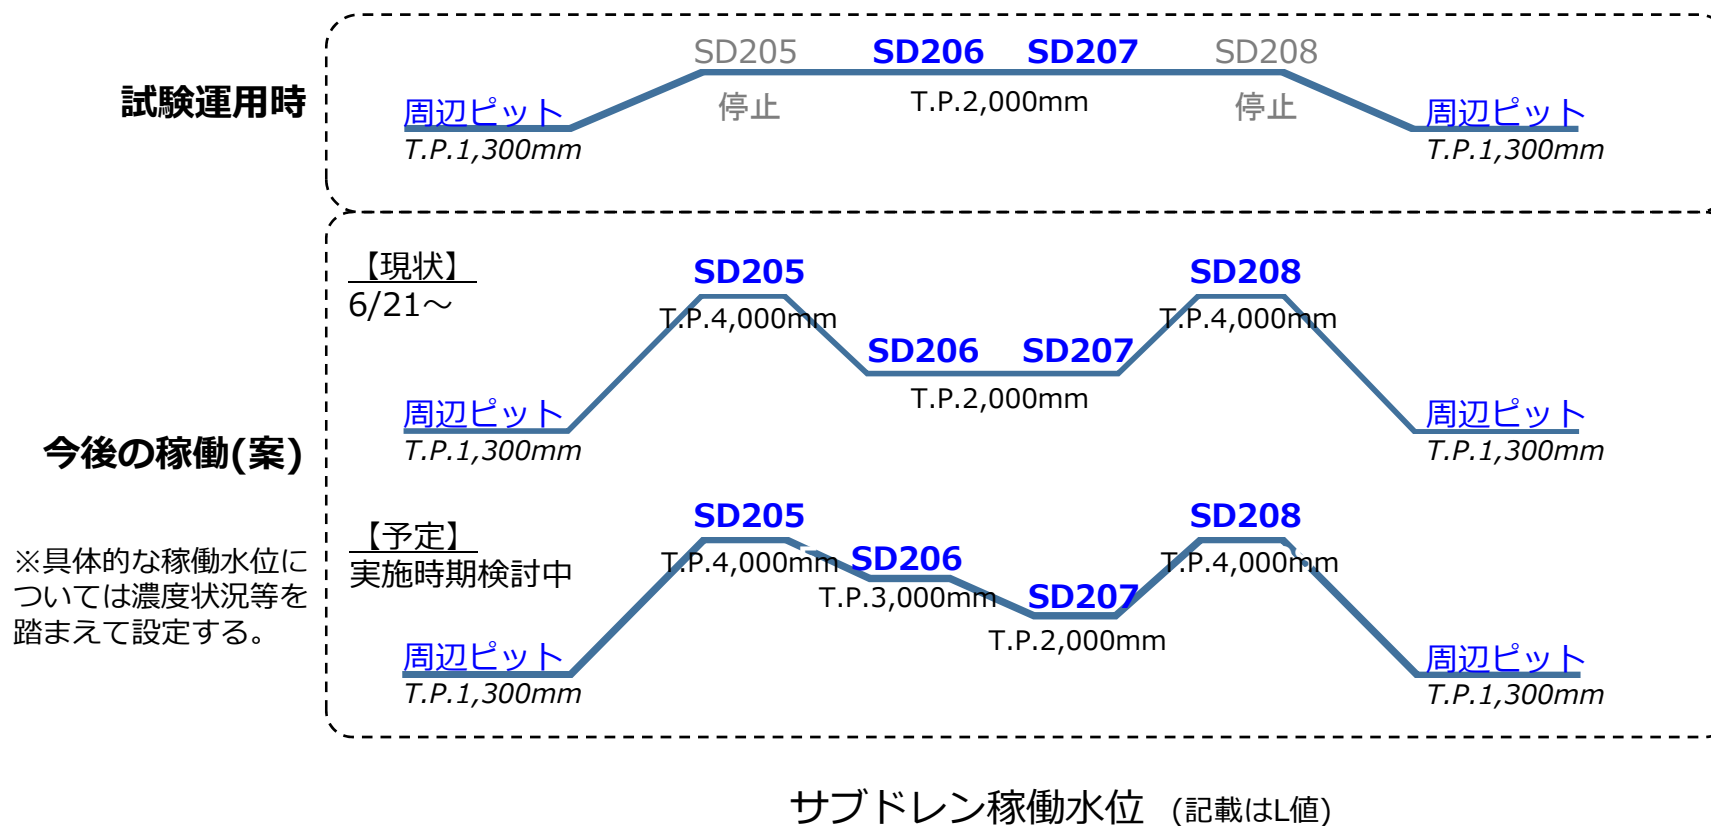 試験運用時
SD205 SD206 SD207 SD208
停止 T.P.2,000mm 停止
周辺ピット 周辺ピット
T.P.1,300mm T.P.1,300mm
今後の稼働(案)
※具体的な稼働水位に
ついては濃度状況等を
踏まえて設定する。
【現状】
6/21～
SD205 SD208
T.P.4,000mm T.P.4,000mm
SD206 SD207
T.P.2,000mm
周辺ピット 周辺ピット
T.P.1,300mm T.P.1,300mm
【予定】
実施時期検討中
SD205 SD208
T.P.4,000mm T.P.4,000mm
SD206
T.P.3,000mm
SD207
T.P.2,000mm
周辺ピット 周辺ピット
T.P.1,300mm T.P.1,300mm
サブドレン稼働水位 (記載はL値)